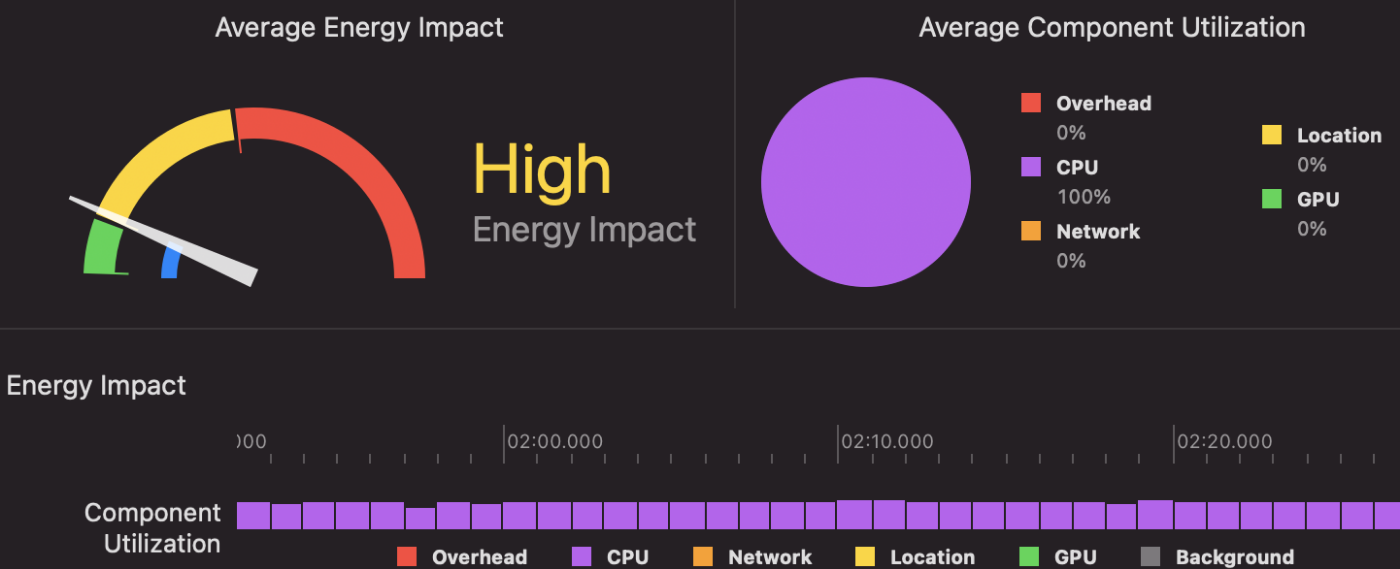 Average Energy Impact
High
Energy Impact
Average Component Utilization
Overhead
0%
CPU
100%
Network
0%
Location
0%
GPU
0%
Energy Impact
000 02:00.000 02:10.000 02:20.000
Component
Utilization
Overhead CPU Network Location GPU Background